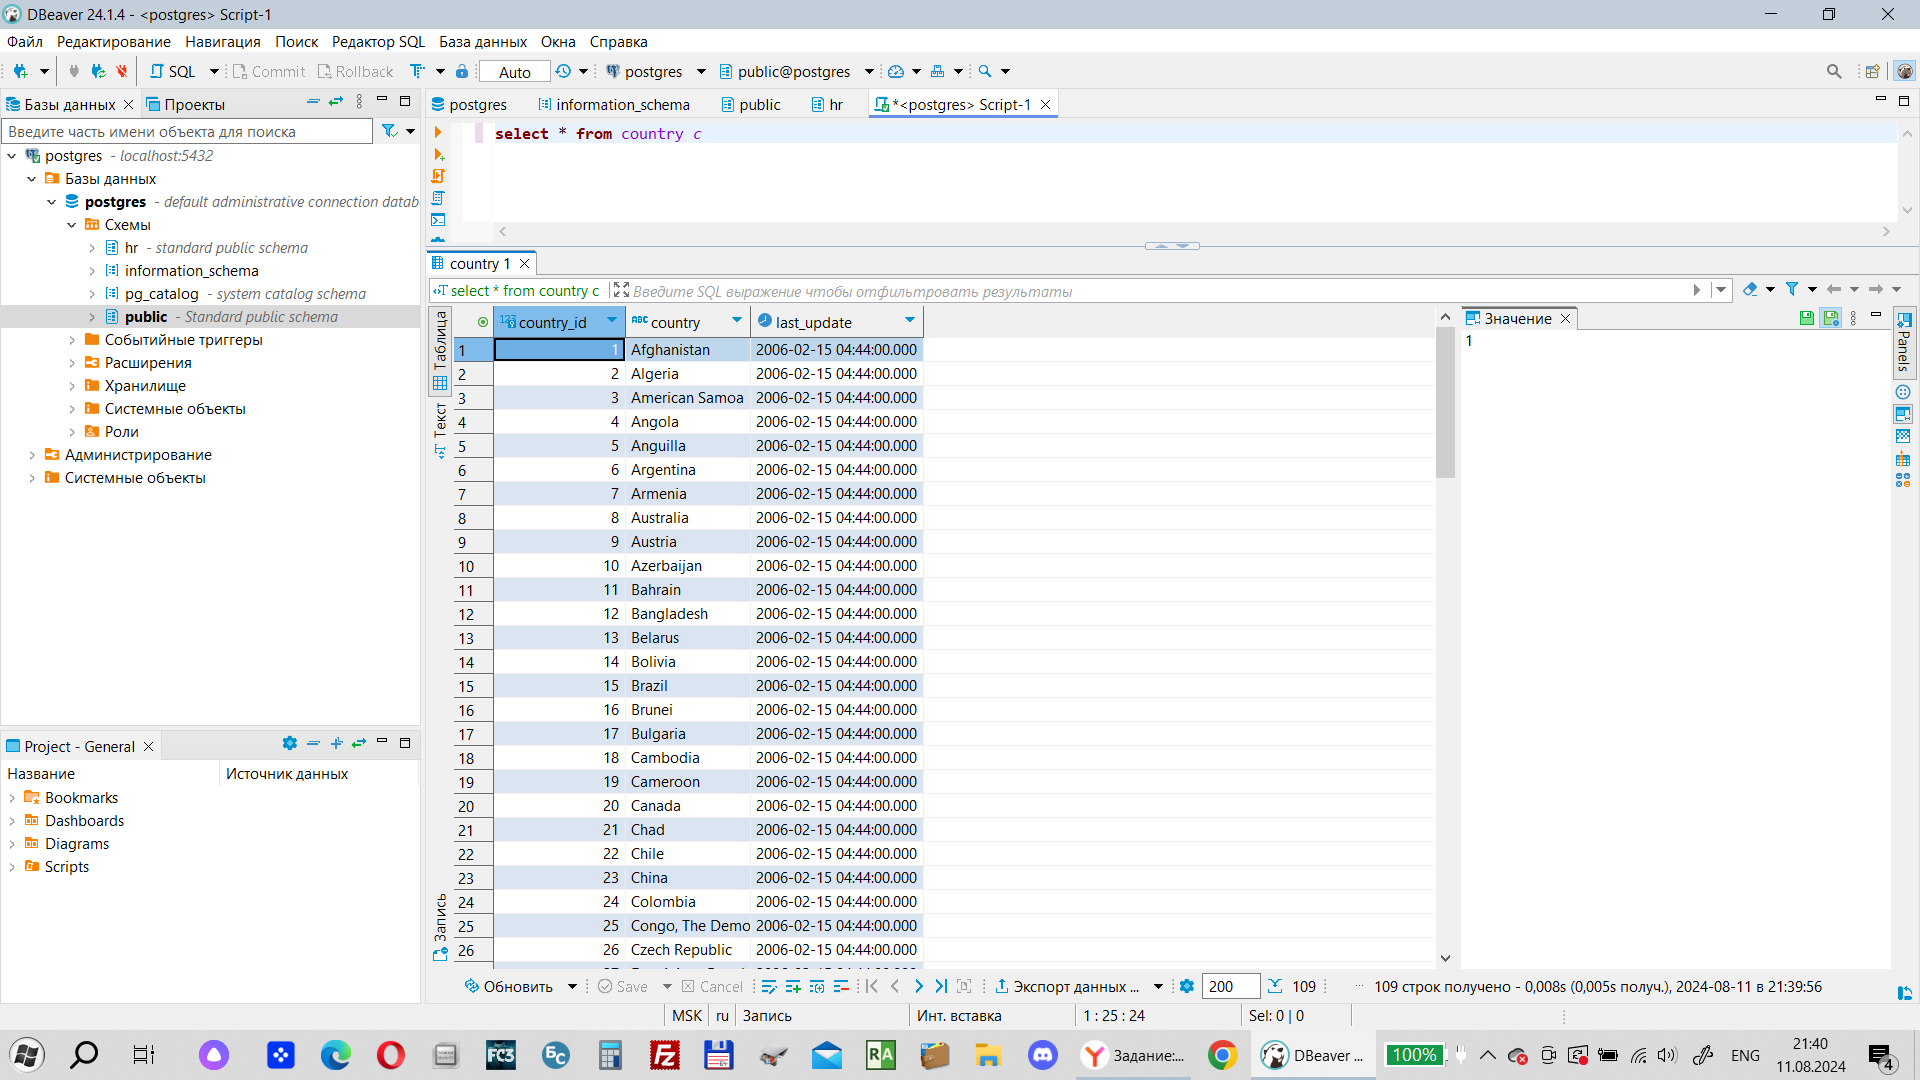 DBeaver 24.1.4 - <postgres> Script-1
Файл Редактирование Навигация Поиск Редактор SQL База данных Окна Справка
SQL Commit Rollback Auto postgres public@postgres
Базы данных Проекты
Введите часть имени объекта для поиска
postgres - localhost:5432
Базы данных
postgres - default administrative connection datab
Схемы
hr - standard public schema
information_schema
pg_catalog - system catalog schema
public - Standard public schema
Событийные триггеры
Расширения
Хранилище
Системные объекты
Роли
Администрирование
Системные объекты
Project - General
Название Источник данных
Bookmarks
Dashboards
Diagrams
Scripts
postgres information_schema public hr *<postgres> Script-1
select * from country c
country 1
select * from country c Введите SQL выражение чтобы отфильтровать результаты
Таблица
Текст
Запись
123 country_id ABC country last_update
1 1 Afghanistan 2006-02-15 04:44:00.000
2 2 Algeria 2006-02-15 04:44:00.000
3 3 American Samoa 2006-02-15 04:44:00.000
4 4 Angola 2006-02-15 04:44:00.000
5 5 Anguilla 2006-02-15 04:44:00.000
6 6 Argentina 2006-02-15 04:44:00.000
7 7 Armenia 2006-02-15 04:44:00.000
8 8 Australia 2006-02-15 04:44:00.000
9 9 Austria 2006-02-15 04:44:00.000
10 10 Azerbaijan 2006-02-15 04:44:00.000
11 11 Bahrain 2006-02-15 04:44:00.000
12 12 Bangladesh 2006-02-15 04:44:00.000
13 13 Belarus 2006-02-15 04:44:00.000
14 14 Bolivia 2006-02-15 04:44:00.000
15 15 Brazil 2006-02-15 04:44:00.000
16 16 Brunei 2006-02-15 04:44:00.000
17 17 Bulgaria 2006-02-15 04:44:00.000
18 18 Cambodia 2006-02-15 04:44:00.000
19 19 Cameroon 2006-02-15 04:44:00.000
20 20 Canada 2006-02-15 04:44:00.000
21 21 Chad 2006-02-15 04:44:00.000
22 22 Chile 2006-02-15 04:44:00.000
23 23 China 2006-02-15 04:44:00.000
24 24 Colombia 2006-02-15 04:44:00.000
25 25 Congo, The Demo 2006-02-15 04:44:00.000
26 26 Czech Republic 2006-02-15 04:44:00.000
Значение
1
Panels
Обновить Save Cancel Экспорт данных ... 200 109 109 строк получено - 0,008s (0,005s получ.), 2024-08-11 в 21:39:56
MSK ru Запись Инт. вставка 1 : 25 : 24 Sel: 0 | 0
FC3 БС RA Задание:... DBeaver ... 100% ENG
21:40
11.08.2024
4